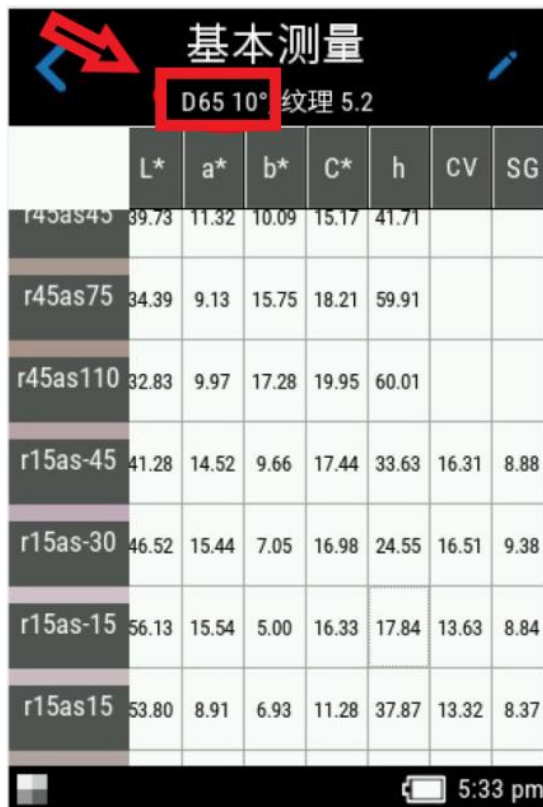 基本测量
D65 10° 纹理 5.2
L* a* b* C* h CV SG
r45as45 39.73 11.32 10.09 15.17 41.71
r45as75 34.39 9.13 15.75 18.21 59.91
r45as110 32.83 9.97 17.28 19.95 60.01
r15as-45 41.28 14.52 9.66 17.44 33.63 16.31 8.88
r15as-30 46.52 15.44 7.05 16.98 24.55 16.51 9.38
r15as-15 56.13 15.54 5.00 16.33 17.84 13.63 8.84
r15as15 53.80 8.91 6.93 11.28 37.87 13.32 8.37
5:33 pm